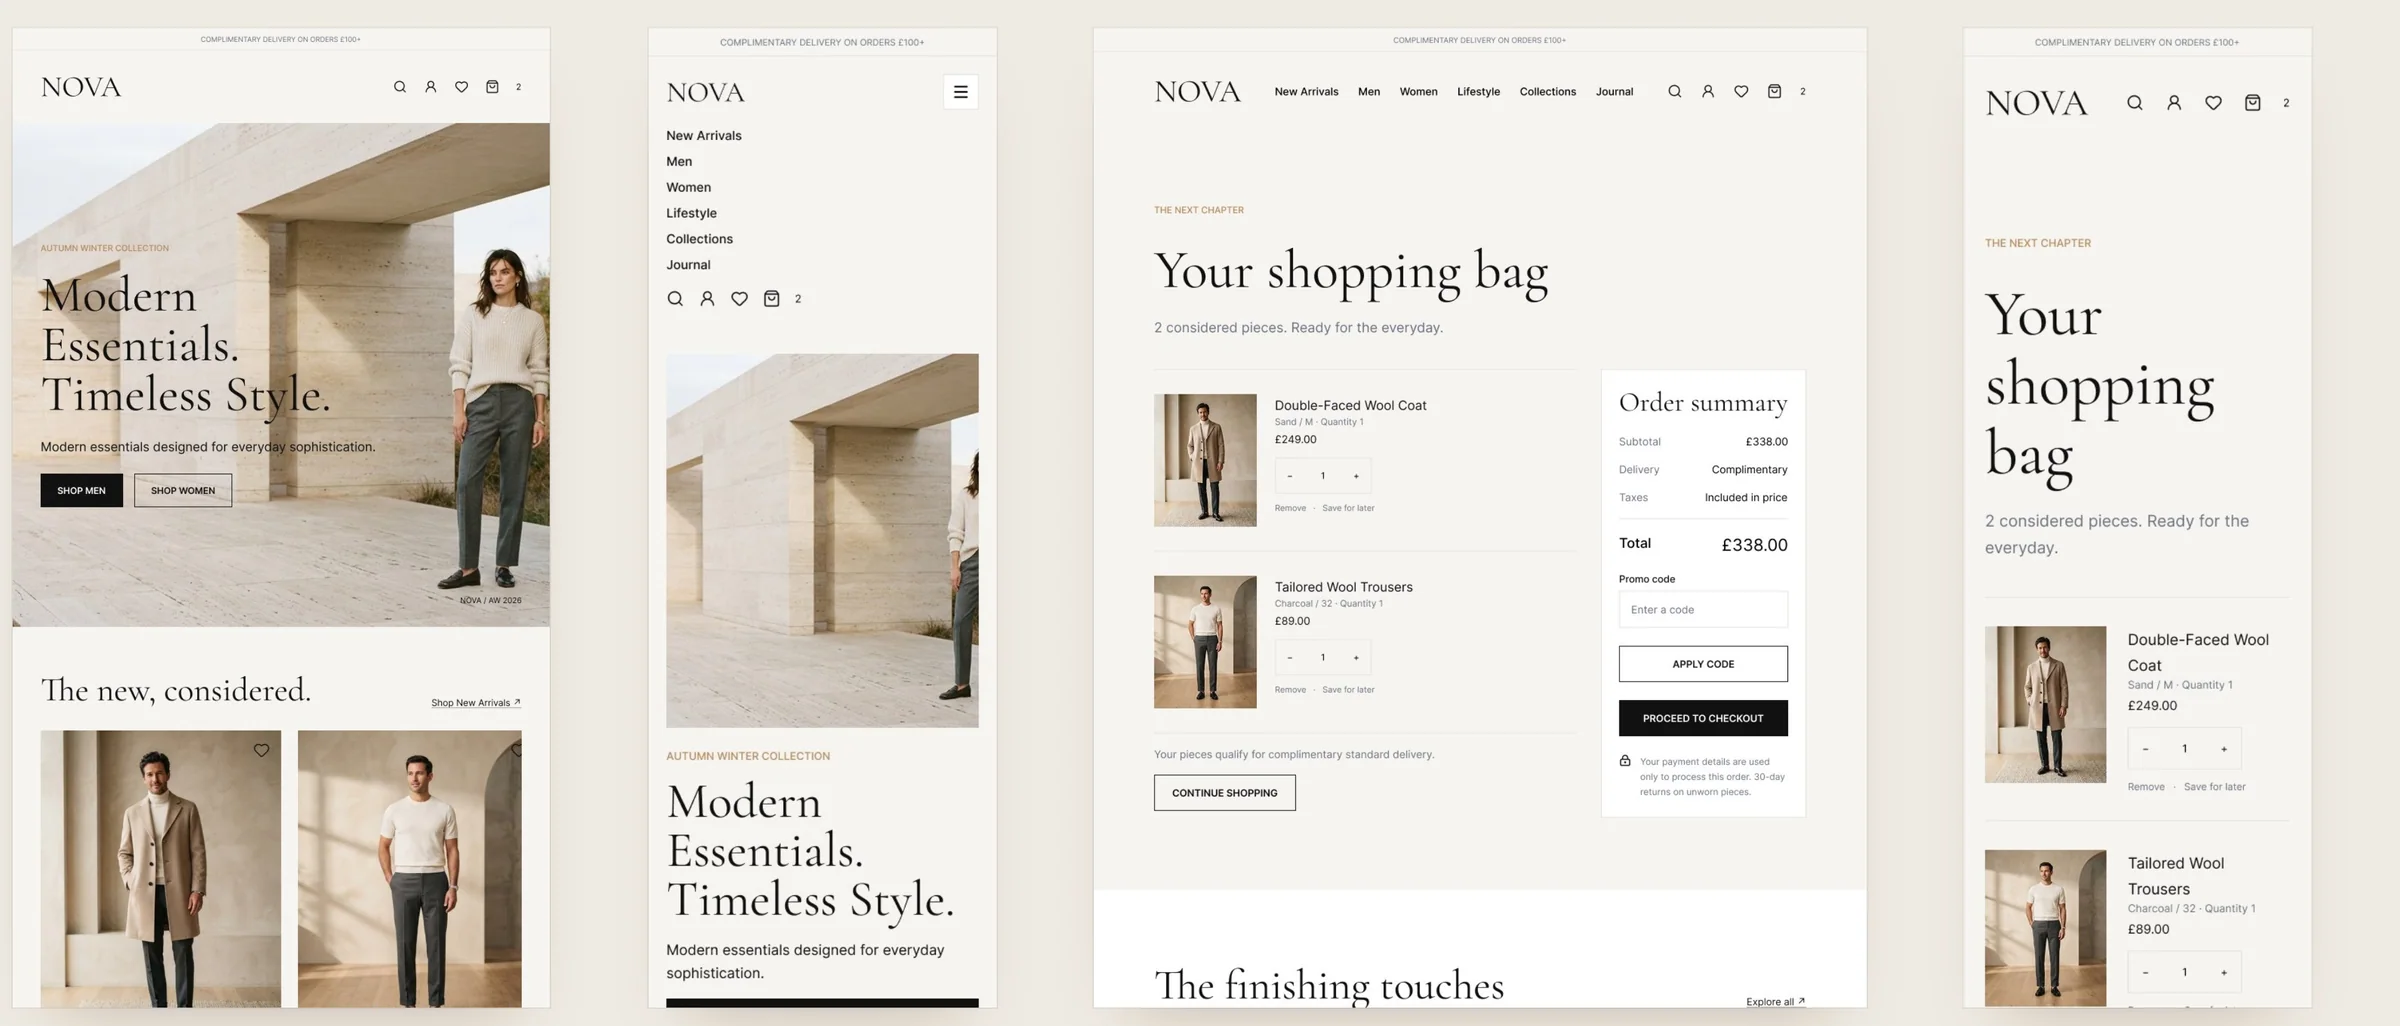 COMPLIMENTARY DELIVERY ON ORDERS £100+
NOVA
2
AUTUMN WINTER COLLECTION
Modern
Essentials.
Timeless Style.
Modern essentials designed for everyday sophistication.
SHOP MEN
SHOP WOMEN
NOVA / AW 2026
The new, considered.
Shop New Arrivals ↗
COMPLIMENTARY DELIVERY ON ORDERS £100+
NOVA
New Arrivals
Men
Women
Lifestyle
Collections
Journal
2
AUTUMN WINTER COLLECTION
Modern
Essentials.
Timeless Style.
Modern essentials designed for everyday
sophistication.
COMPLIMENTARY DELIVERY ON ORDERS £100+
NOVA New Arrivals Men Women Lifestyle Collections Journal 2
THE NEXT CHAPTER
Your shopping bag
2 considered pieces. Ready for the everyday.
Double-Faced Wool Coat
Sand / M · Quantity 1
£249.00
− 1 +
Remove · Save for later
Tailored Wool Trousers
Charcoal / 32 · Quantity 1
£89.00
− 1 +
Remove · Save for later
Your pieces qualify for complimentary standard delivery.
CONTINUE SHOPPING
Order summary
Subtotal £338.00
Delivery Complimentary
Taxes Included in price
Total £338.00
Promo code
Enter a code
APPLY CODE
PROCEED TO CHECKOUT
Your payment details are used
only to process this order. 30-day
returns on unworn pieces.
The finishing touches
Explore all ↗
COMPLIMENTARY DELIVERY ON ORDERS £100+
NOVA 2
THE NEXT CHAPTER
Your
shopping
bag
2 considered pieces. Ready for the
everyday.
Double-Faced Wool
Coat
Sand / M · Quantity 1
£249.00
− 1 +
Remove · Save for later
Tailored Wool
Trousers
Charcoal / 32 · Quantity 1
£89.00
− 1 +